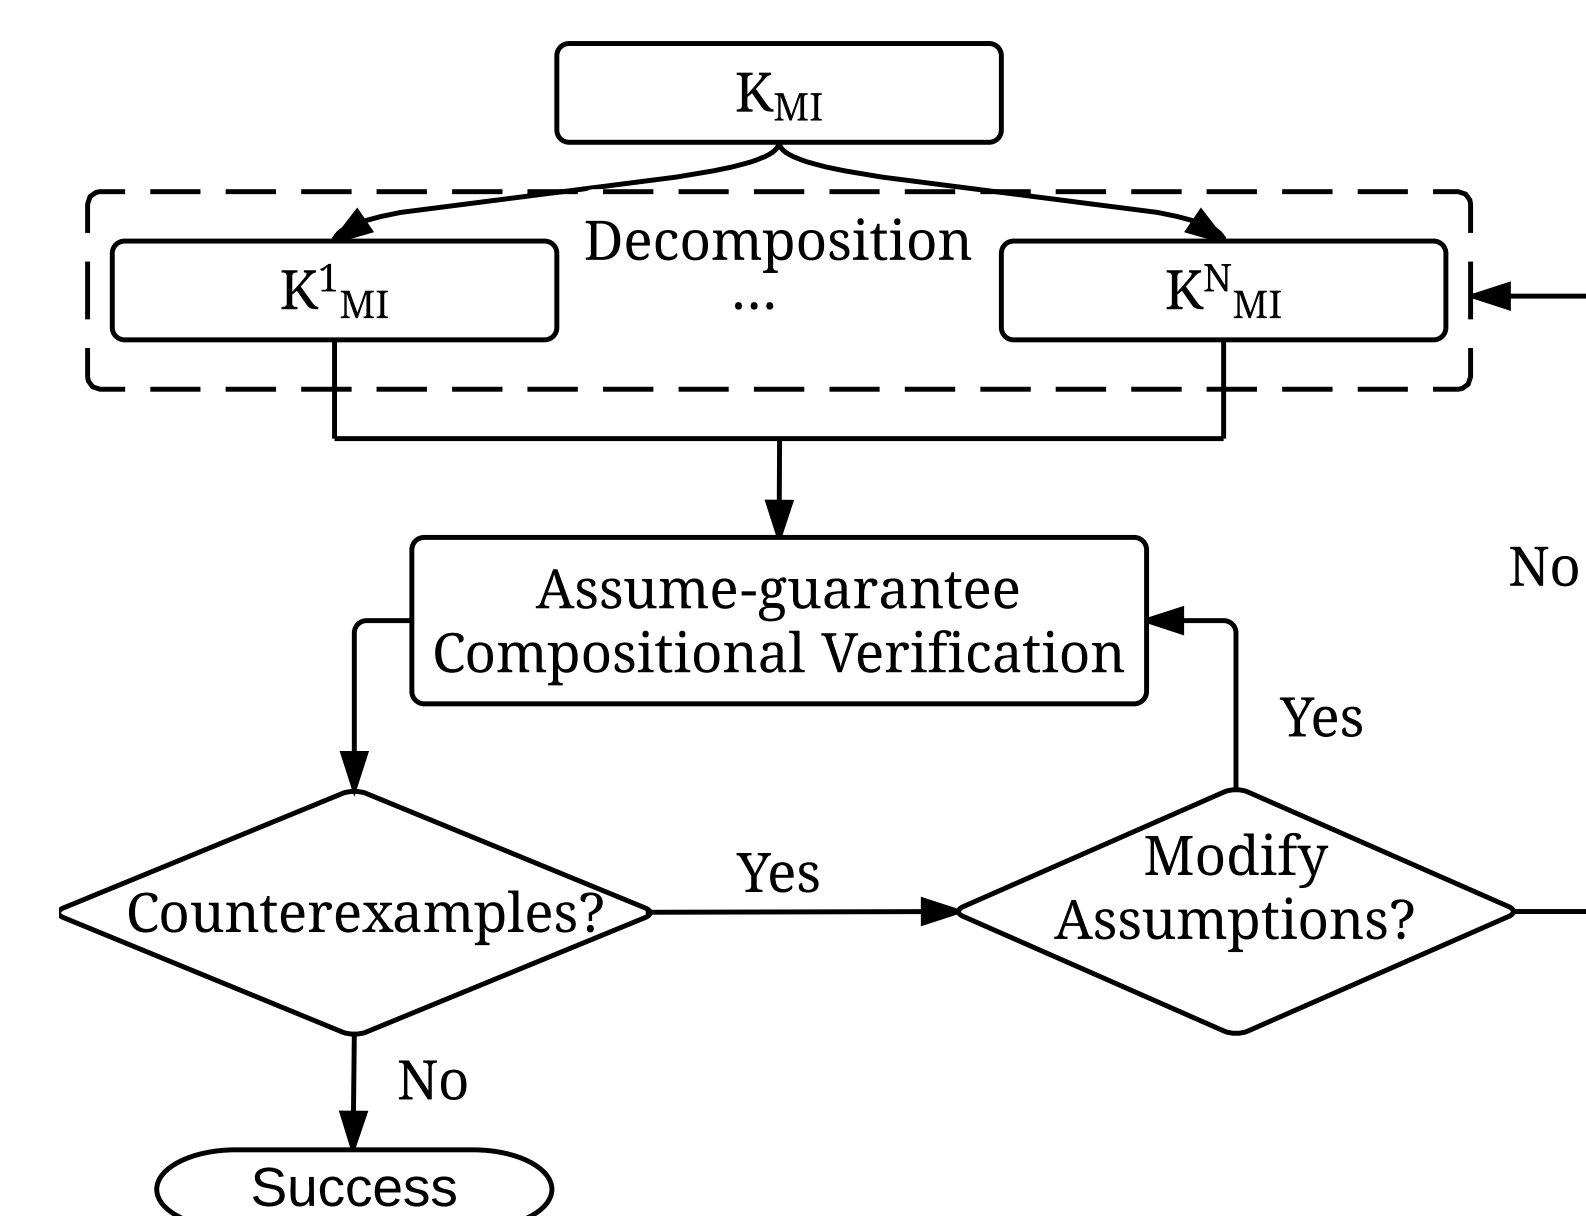 K_MI
Decomposition
K^1_MI
...
K^N_MI
No
Assume-guarantee
Compositional Verification
Yes
Yes
Modify
Assumptions?
Counterexamples?
No
Success